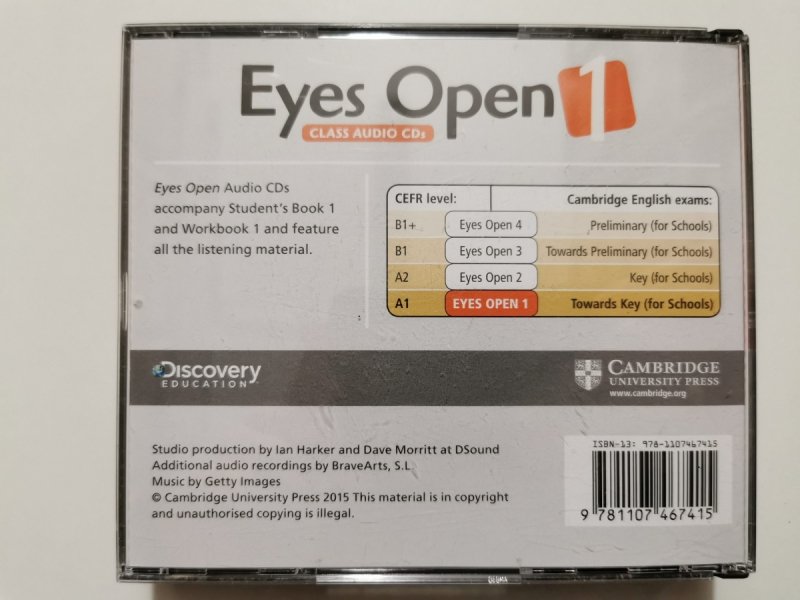 Eyes Open 1
CLASS AUDIO CDs
Eyes Open Audio CDs
accompany Student's Book 1
and Workbook 1 and feature
all the listening material.
CEFR level: Cambridge English exams:
B1+ Eyes Open 4 Preliminary (for Schools)
B1 Eyes Open 3 Towards Preliminary (for Schools)
A2 Eyes Open 2 Key (for Schools)
A1 EYES OPEN 1 Towards Key (for Schools)
Discovery
EDUCATION
CAMBRIDGE
UNIVERSITY PRESS
www.cambridge.org
Studio production by Ian Harker and Dave Morritt at DSound
Additional audio recordings by BraveArts, S.L.
Music by Getty Images
© Cambridge University Press 2015 This material is in copyright
and unauthorised copying is illegal.
ISBN-13: 978-1107467415
9 781107 467415